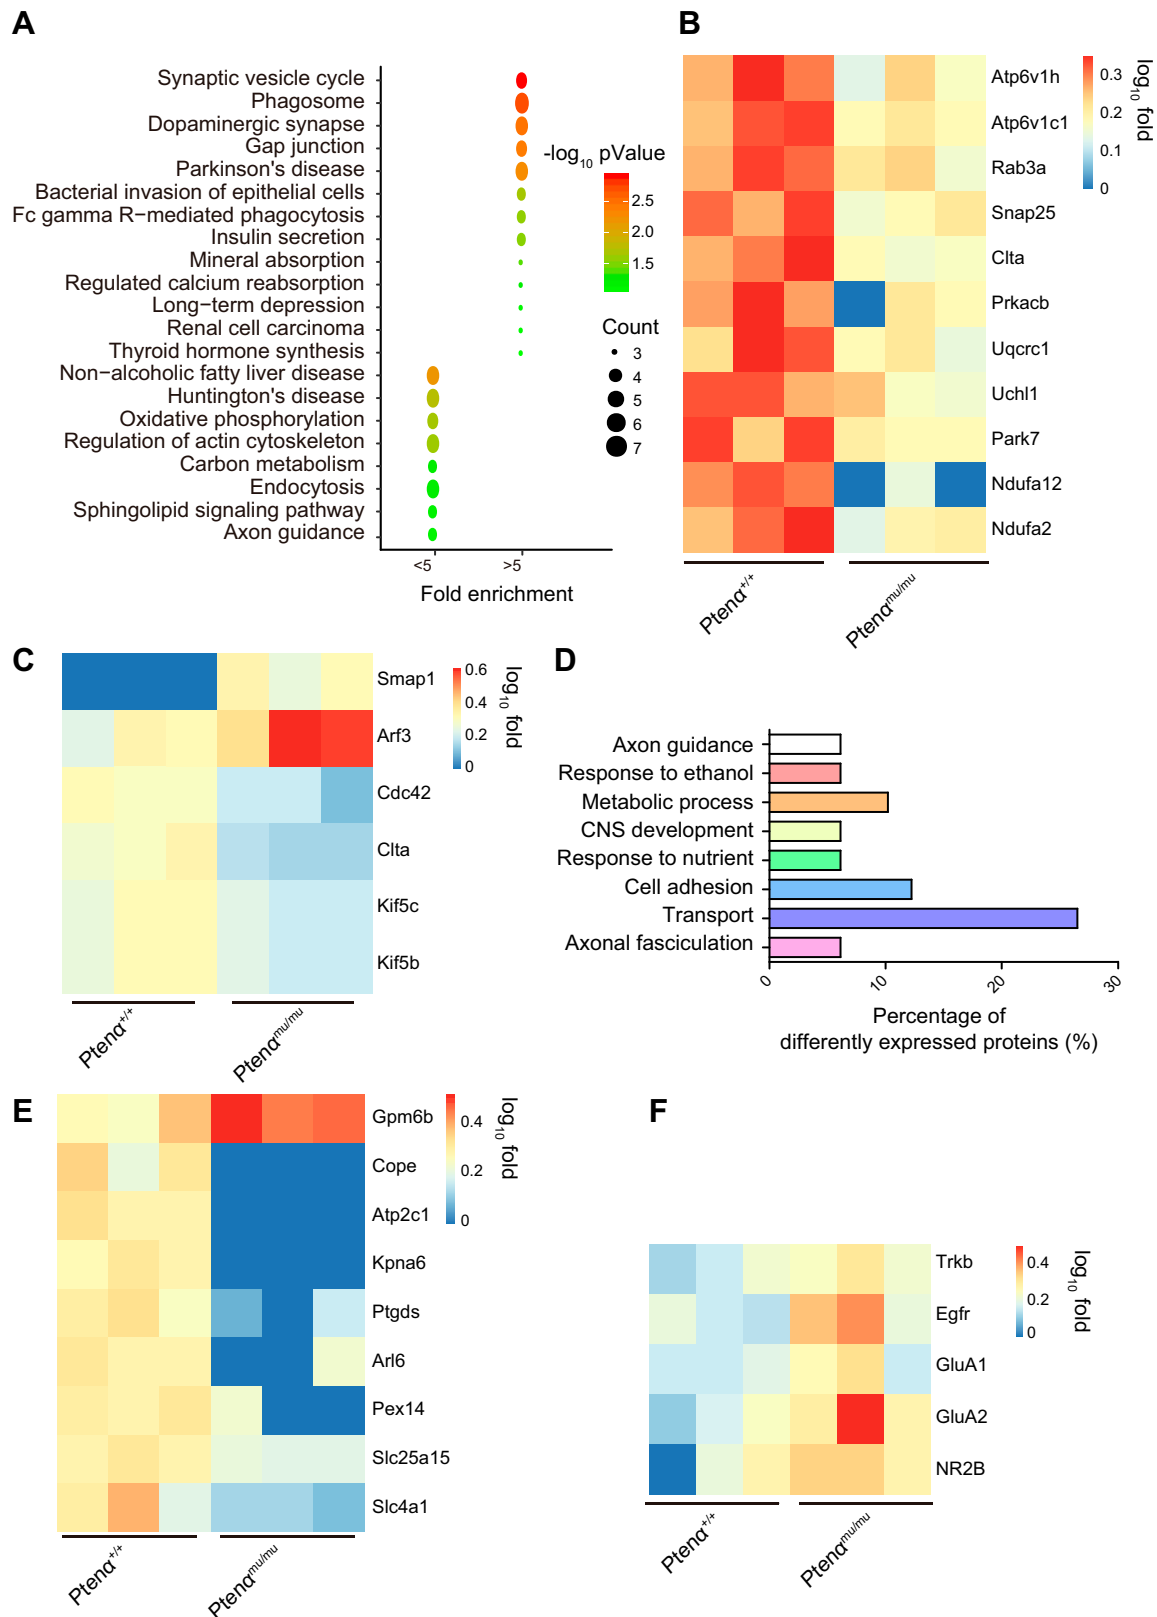 A
Synaptic vesicle cycle
Phagosome
Dopaminergic synapse
Gap junction
Parkinson's disease
Bacterial invasion of epithelial cells
Fc gamma R−mediated phagocytosis
Insulin secretion
Mineral absorption
Regulated calcium reabsorption
Long−term depression
Renal cell carcinoma
Thyroid hormone synthesis
Non−alcoholic fatty liver disease
Huntington's disease
Oxidative phosphorylation
Regulation of actin cytoskeleton
Carbon metabolism
Endocytosis
Sphingolipid signaling pathway
Axon guidance
<5
>5
Fold enrichment
-log10 pValue
2.5
2.0
1.5
Count
3
4
5
6
7
B
Atp6v1h
Atp6v1c1
Rab3a
Snap25
Clta
Prkacb
Uqcrc1
Uchl1
Park7
Ndufa12
Ndufa2
0.3
0.2
0.1
0
log10 fold
Ptenα+/+
Ptenαmu/mu
C
Smap1
Arf3
Cdc42
Clta
Kif5c
Kif5b
0.6
0.4
0.2
0
log10 fold
Ptenα+/+
Ptenαmu/mu
D
Axon guidance
Response to ethanol
Metabolic process
CNS development
Response to nutrient
Cell adhesion
Transport
Axonal fasciculation
0
10
20
30
Percentage of
differently expressed proteins (%)
E
Gpm6b
Cope
Atp2c1
Kpna6
Ptgds
Arl6
Pex14
Slc25a15
Slc4a1
0.4
0.2
0
log10 fold
Ptenα+/+
Ptenαmu/mu
F
Trkb
Egfr
GluA1
GluA2
NR2B
0.4
0.2
0
log10 fold
Ptenα+/+
Ptenαmu/mu